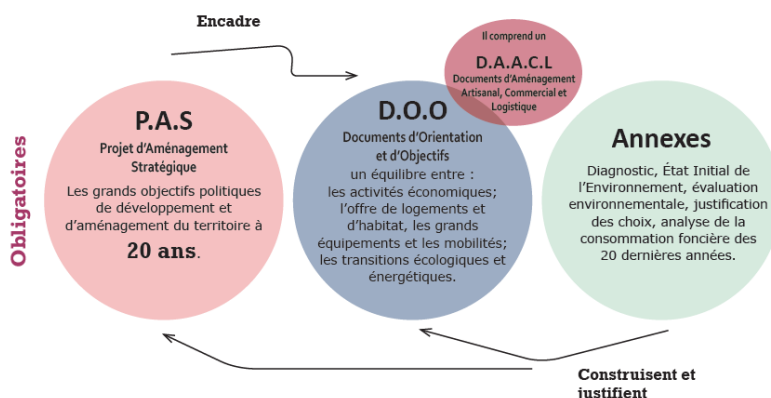 Encadre
Il comprend un
D.A.A.C.L
Documents d'Aménagement
Artisanal, Commercial et
Logistique
Obligatoires
P.A.S
Projet d'Aménagement
Stratégique
Les grands objectifs politiques
de développement et
d'aménagement du territoire à
20 ans.
D.O.O
Documents d'Orientation
et d'Objectifs
un équilibre entre :
les activités économiques;
l'offre de logements et
d'habitat, les grands
équipements et les mobilités;
les transitions écologiques et
énergétiques.
Annexes
Diagnostic, État Initial de
l'Environnement, évaluation
environnementale, justification
des choix, analyse de la
consommation foncière des
20 dernières années.
Construisent et
justifient